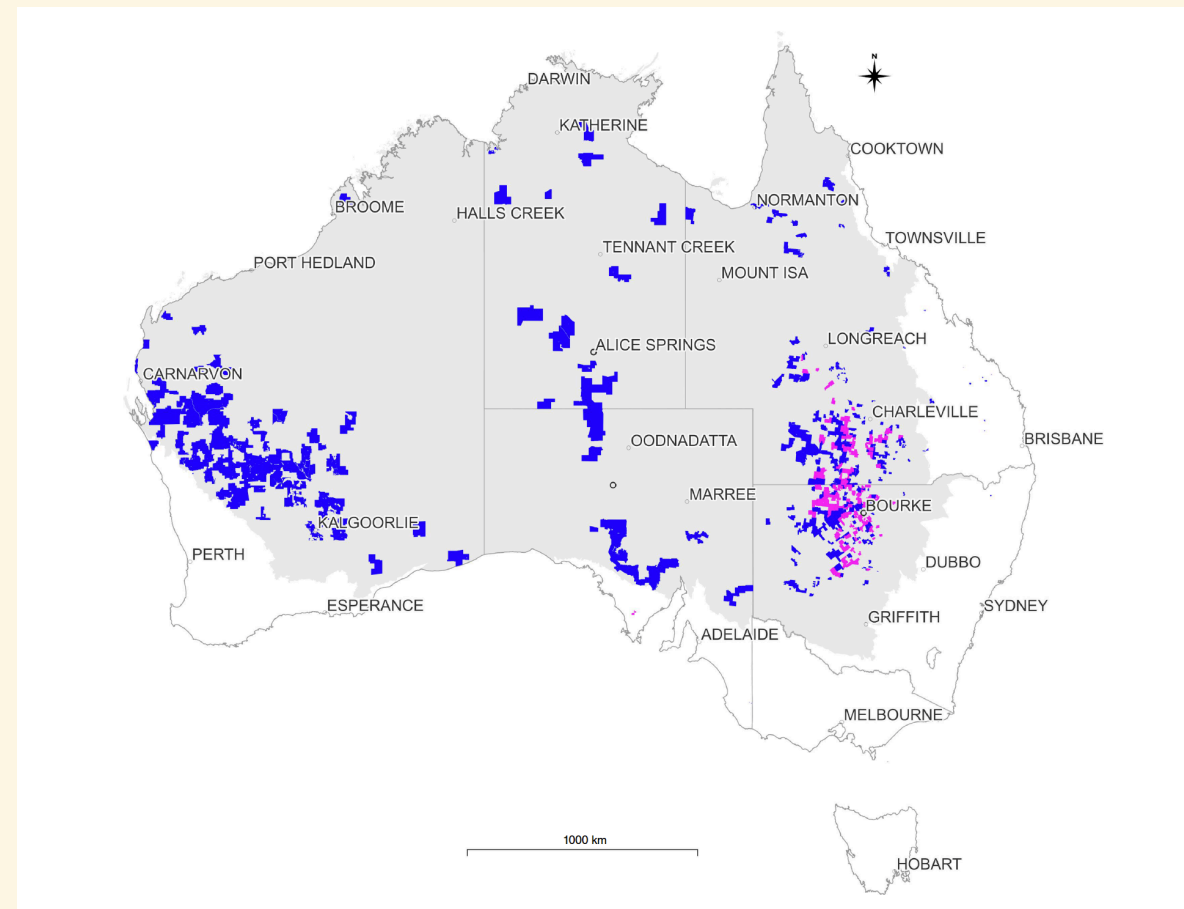 N
DARWIN
KATHERINE
COOKTOWN
NORMANTON
BROOME
HALLS CREEK
TOWNSVILLE
TENNANT CREEK
PORT HEDLAND
MOUNT ISA
LONGREACH
ALICE SPRINGS
CARNARVON
CHARLEVILLE
BRISBANE
OODNADATTA
MARREE
BOURKE
KALGOORLIE
PERTH
DUBBO
ESPERANCE
SYDNEY
GRIFFITH
ADELAIDE
MELBOURNE
1000 km
HOBART